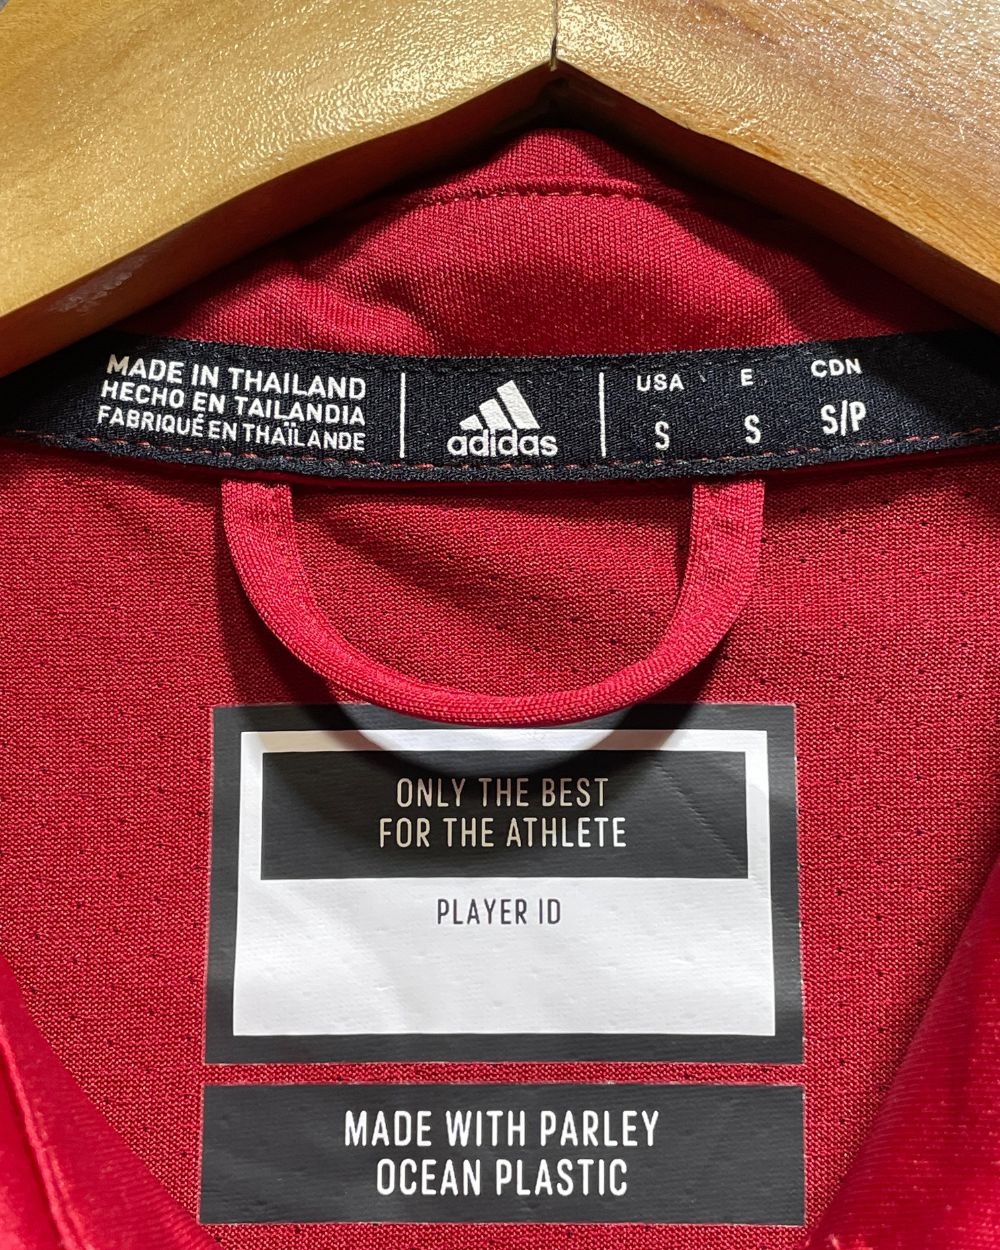 MADE IN THAILAND
HECHO EN TAILANDIA
FABRIQUÉ EN THAÏLANDE
adidas
USA E CDN
S S S/P
ONLY THE BEST
FOR THE ATHLETE
PLAYER ID
MADE WITH PARLEY
OCEAN PLASTIC